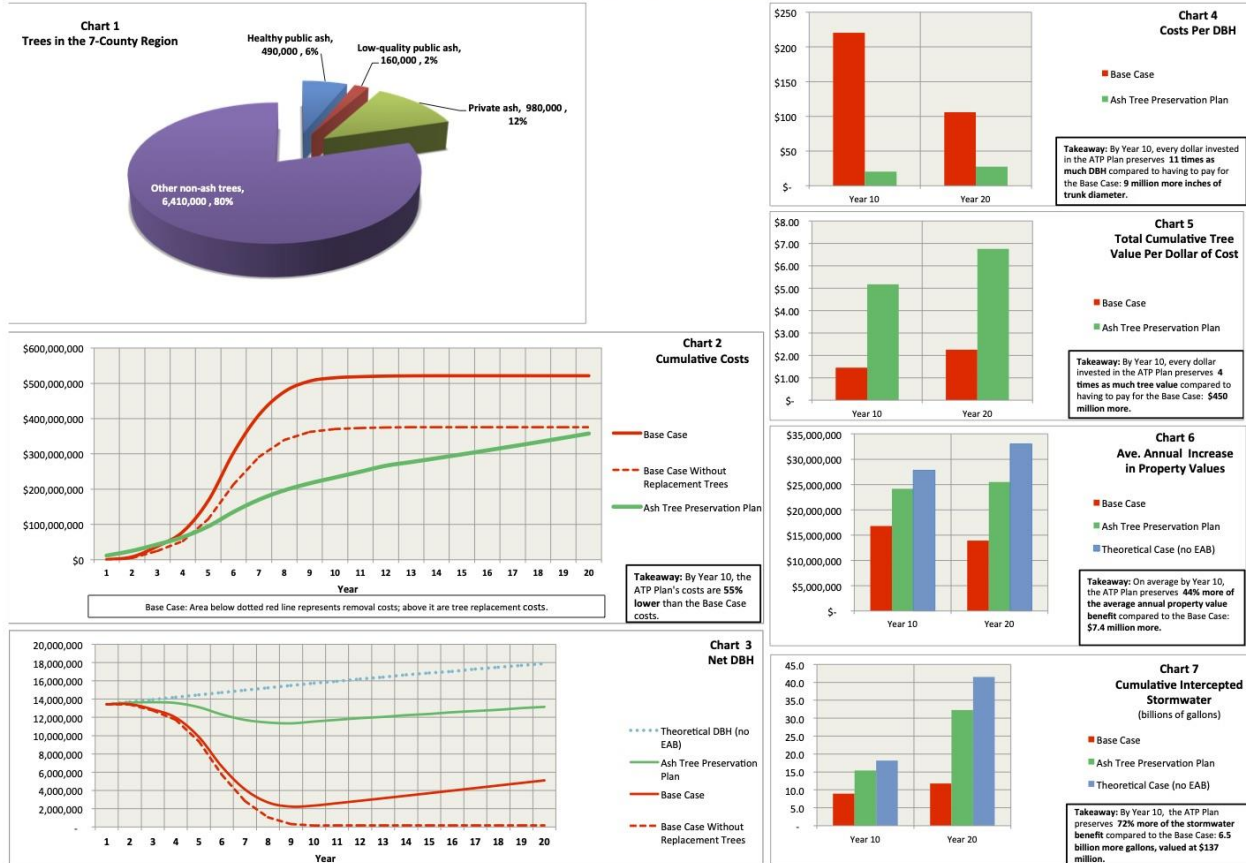 Chart 1
Trees in the 7-County Region
Healthy public ash,
490,000 , 6%
Low-quality public ash,
160,000 , 2%
Private ash, 980,000 ,
12%
Other non-ash trees,
6,410,000 , 80%
Chart 2
Cumulative Costs
$600,000,000
$500,000,000
$400,000,000
$300,000,000
$200,000,000
$100,000,000
$0
1 2 3 4 5 6 7 8 9 10 11 12 13 14 15 16 17 18 19 20
Year
Base Case
Base Case Without
Replacement Trees
Ash Tree Preservation Plan
Base Case: Area below dotted red line represents removal costs; above it are tree replacement costs.
Takeaway: By Year 10, the
ATP Plan's costs are 55%
lower than the Base Case
costs.
Chart 3
Net DBH
20,000,000
18,000,000
16,000,000
14,000,000
12,000,000
10,000,000
8,000,000
6,000,000
4,000,000
2,000,000
-
1 2 3 4 5 6 7 8 9 10 11 12 13 14 15 16 17 18 19 20
Year
Theoretical DBH (no
EAB)
Ash Tree Preservation
Plan
Base Case
Base Case Without
Replacement Trees
Chart 4
Costs Per DBH
$250
$200
$150
$100
$50
$-
Year 10
Year 20
Base Case
Ash Tree Preservation Plan
Takeaway: By Year 10, every dollar invested
in the ATP Plan preserves 11 times as
much DBH compared to having to pay for
the Base Case: 9 million more inches of
trunk diameter.
Chart 5
Total Cumulative Tree
Value Per Dollar of Cost
$8.00
$7.00
$6.00
$5.00
$4.00
$3.00
$2.00
$1.00
$-
Year 10
Year 20
Base Case
Ash Tree Preservation Plan
Takeaway: By Year 10, every dollar
invested in the ATP Plan preserves 4
times as much tree value compared to
having to pay for the Base Case: $450
million more.
Chart 6
Ave. Annual Increase
in Property Values
$35,000,000
$30,000,000
$25,000,000
$20,000,000
$15,000,000
$10,000,000
$5,000,000
$-
Year 10
Year 20
Base Case
Ash Tree Preservation Plan
Theoretical Case (no EAB)
Takeaway: On average by Year 10,
the ATP Plan preserves 44% more of
the average annual property value
benefit compared to the Base Case:
$7.4 million more.
Chart 7
Cumulative Intercepted
Stormwater
(billions of gallons)
45.0
40.0
35.0
30.0
25.0
20.0
15.0
10.0
5.0
-
Year 10
Year 20
Base Case
Ash Tree Preservation Plan
Theoretical Case (no EAB)
Takeaway: By Year 10, the ATP Plan
preserves 72% more of the stormwater
benefit compared to the Base Case: 6.5
billion more gallons, valued at $137
million.